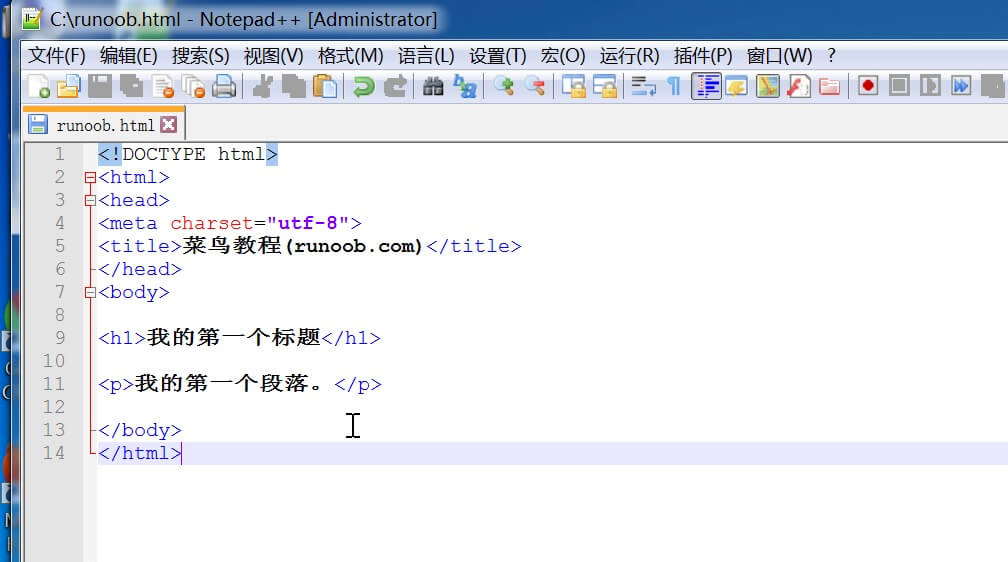 C:\runoob.html - Notepad++ [Administrator]
文件(F) 编辑(E) 搜索(S) 视图(V) 格式(M) 语言(L) 设置(T) 宏(O) 运行(R) 插件(P) 窗口(W) ?
runoob.html
1 <!DOCTYPE html>
2 <html>
3 <head>
4 <meta charset="utf-8">
5 <title>菜鸟教程(runoob.com)</title>
6 </head>
7 <body>
8
9 <h1>我的第一个标题</h1>
10
11 <p>我的第一个段落。</p>
12
13 </body>
14 </html>